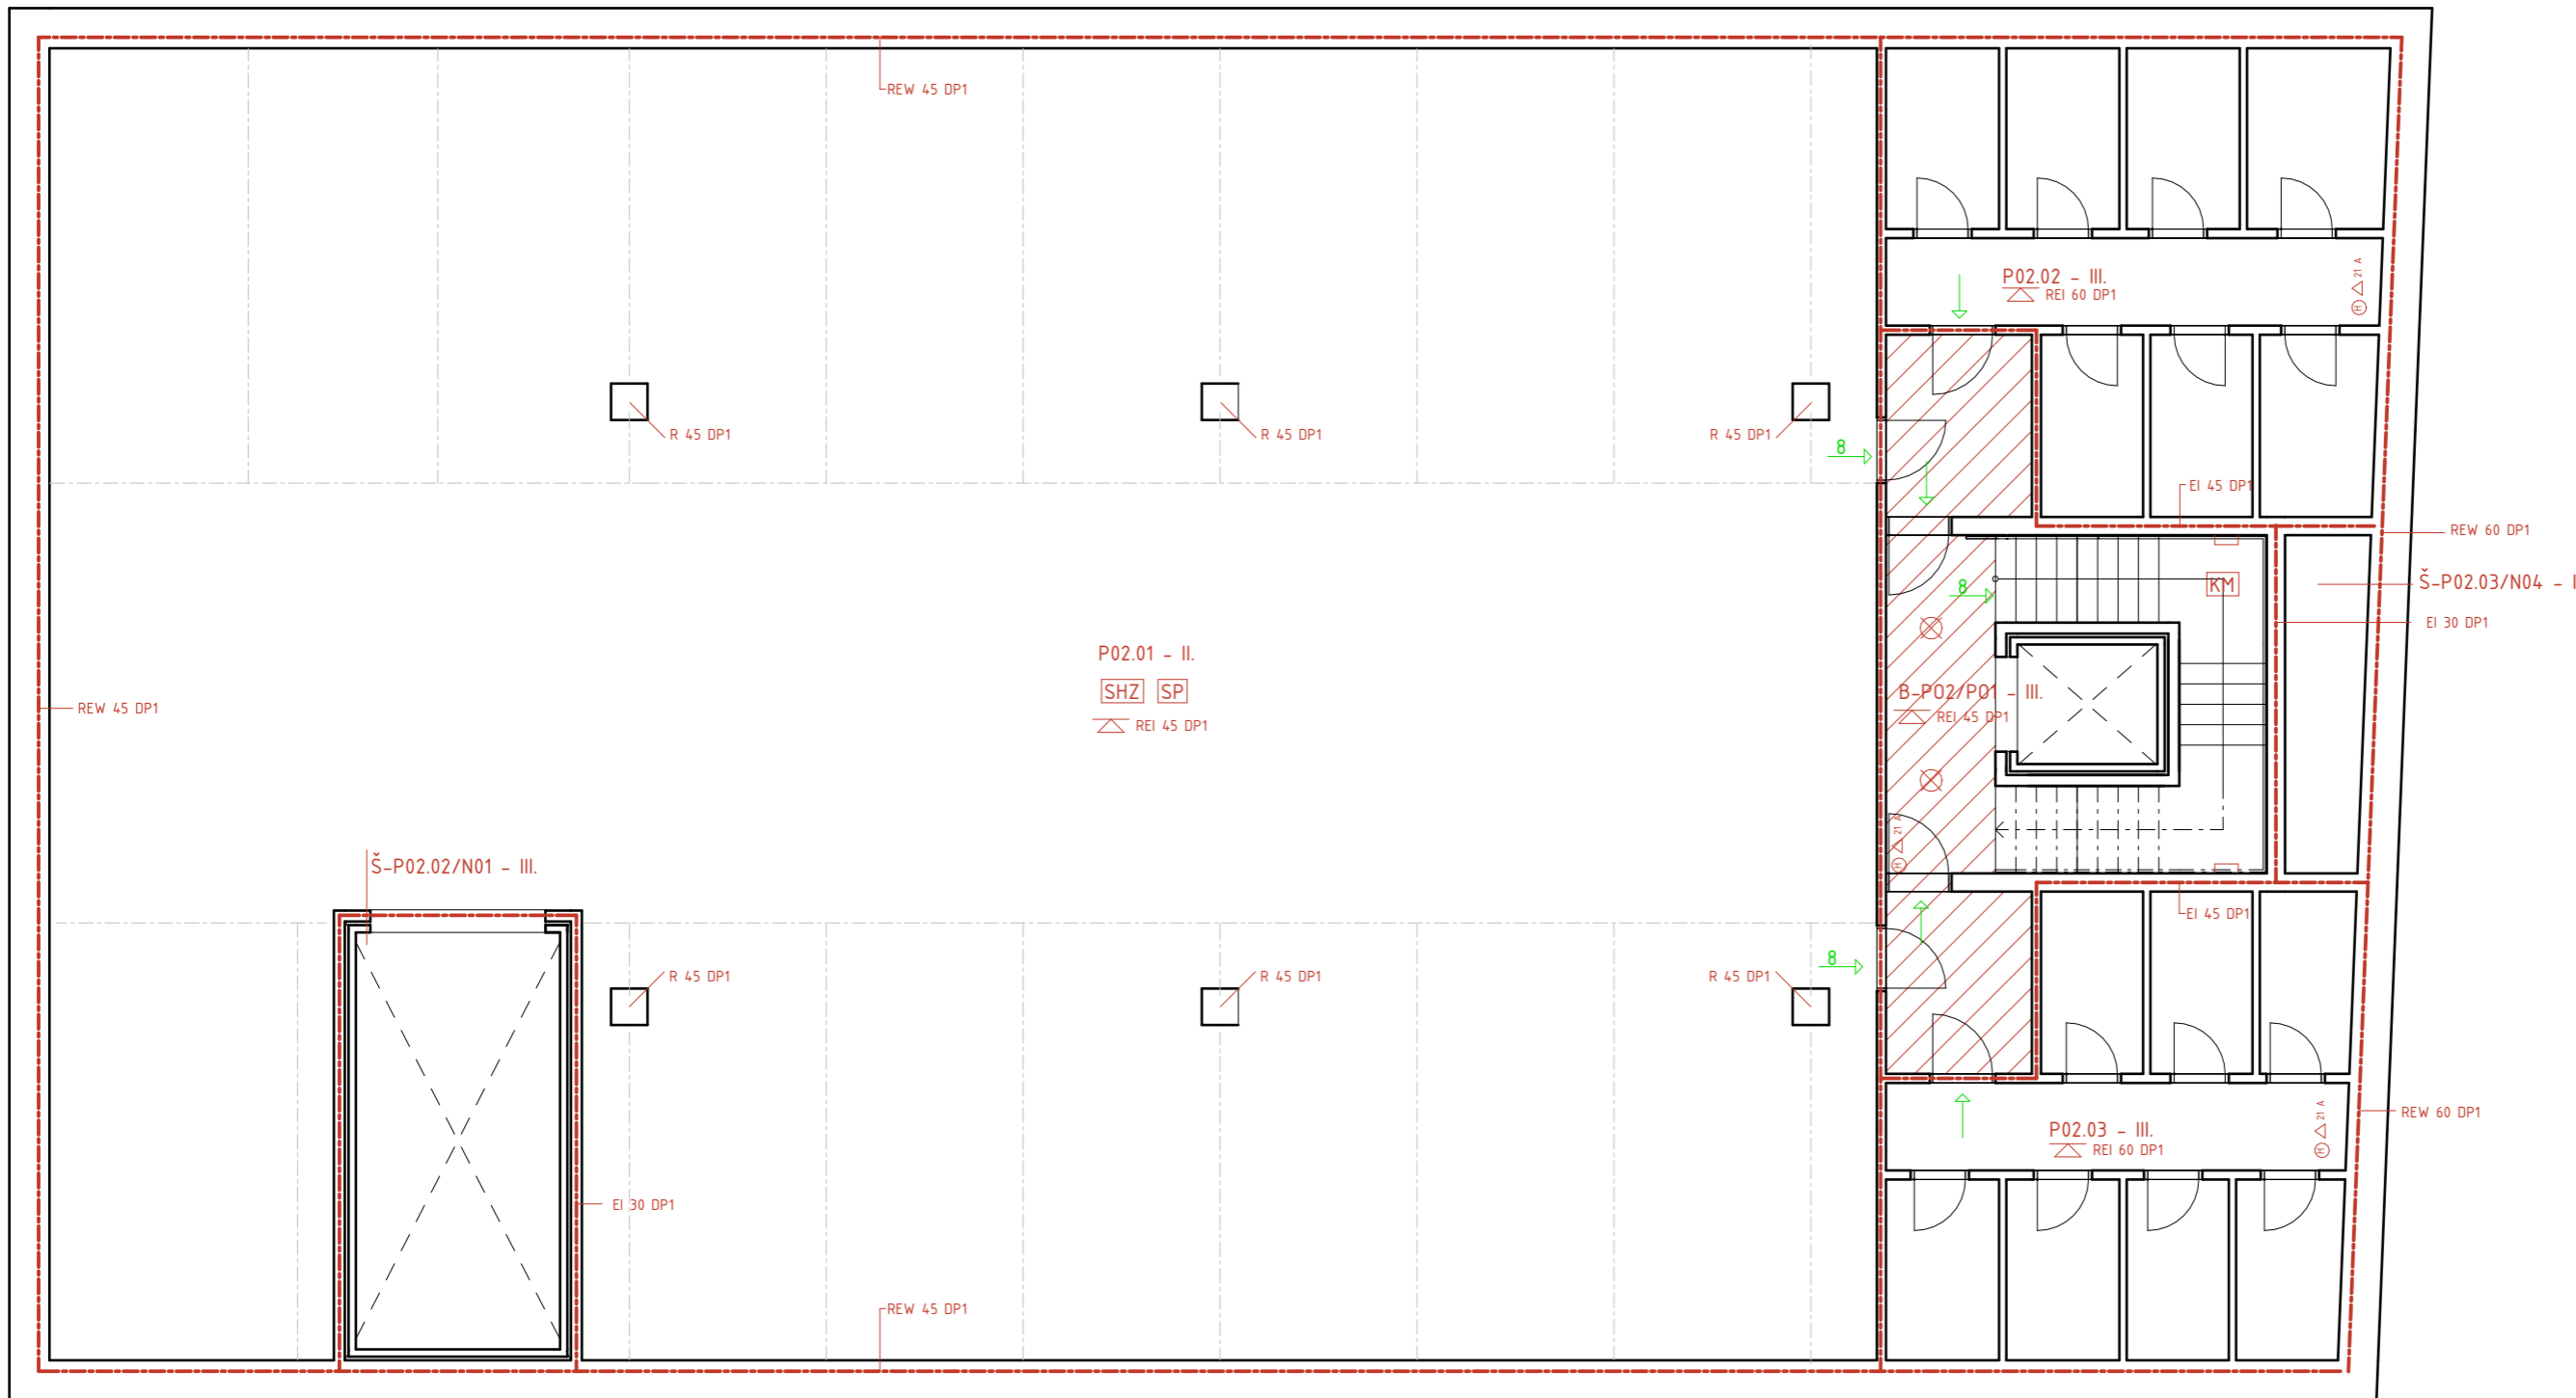 REW 45 DP1
P02.02 - III.
REI 60 DP1
H 21 A
R 45 DP1
R 45 DP1
R 45 DP1
8
EI 45 DP1
REW 60 DP1
8
KM
Š-P02.03/N04 - I
EI 30 DP1
P02.01 - II.
SHZ SP
REI 45 DP1
B-P02/P01 - III.
REI 45 DP1
REW 45 DP1
H 21 A
Š-P02.02/N01 - III.
EI 45 DP1
8
R 45 DP1
R 45 DP1
R 45 DP1
REW 60 DP1
P02.03 - III.
REI 60 DP1
H 21 A
EI 30 DP1
REW 45 DP1